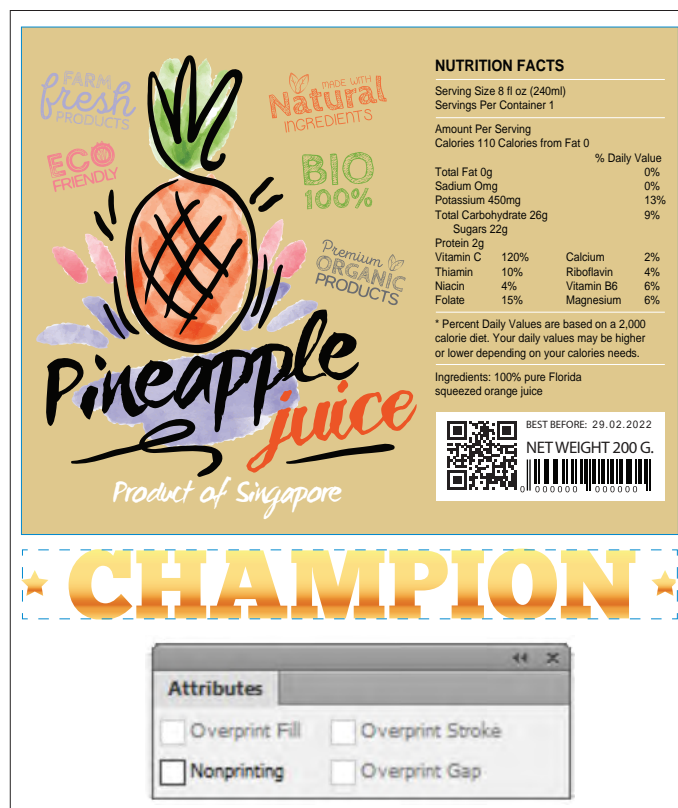 FARM
fresh
PRODUCTS
ECO
FRIENDLY
MADE WITH
Natural
INGREDIENTS
BIO
100%
Premium
ORGANIC
PRODUCTS
Pineapple
juice
Product of Singapore
NUTRITION FACTS
Serving Size 8 fl oz (240ml)
Servings Per Container 1
Amount Per Serving
Calories 110 Calories from Fat 0
% Daily Value
Total Fat 0g 0%
Sadium Omg 0%
Potassium 450mg 13%
Total Carbohydrate 26g 9%
Sugars 22g
Protein 2g
Vitamin C 120% Calcium 2%
Thiamin 10% Riboflavin 4%
Niacin 4% Vitamin B6 6%
Folate 15% Magnesium 6%
* Percent Daily Values are based on a 2,000
calorie diet. Your daily values may be higher
or lower depending on your calories needs.
Ingredients: 100% pure Florida
squeezed orange juice
BEST BEFORE: 29.02.2022
NET WEIGHT 200 G.
0 000000 000000
CHAMPION
Attributes
Overprint Fill Overprint Stroke
Nonprinting Overprint Gap